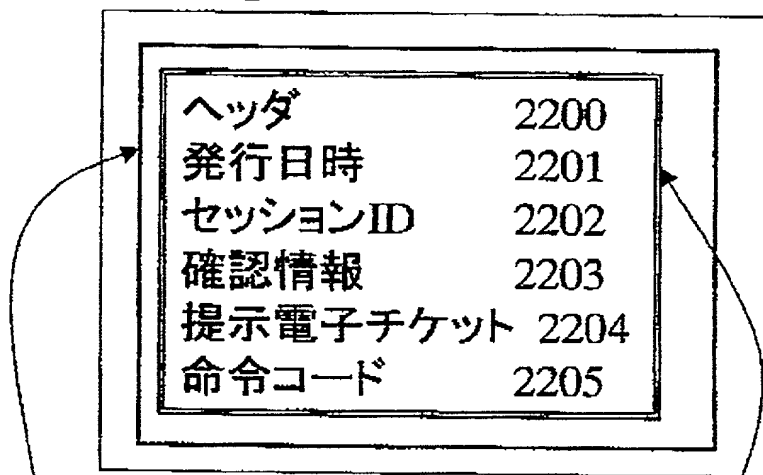 ヘッダ 2200
発行日時 2201
セッションID 2202
確認情報 2203
提示電子チケット 2204
命令コード 2205